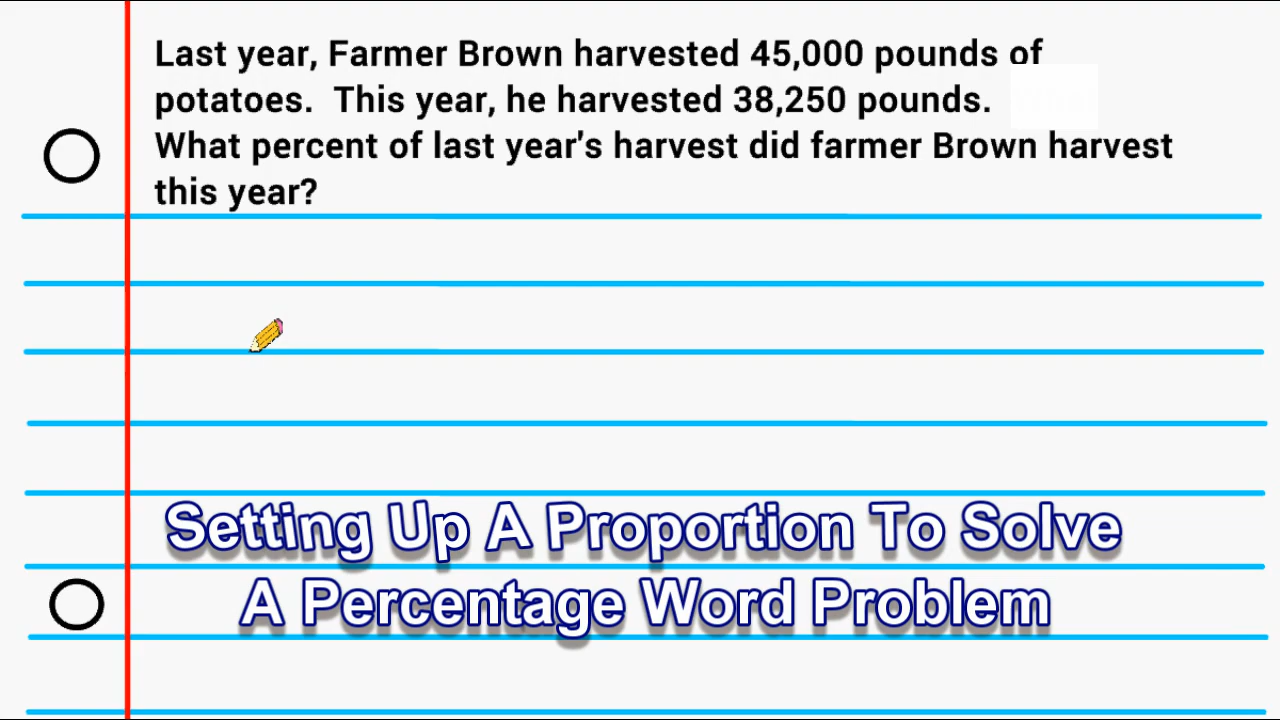 Last year, Farmer Brown harvested 45,000 pounds of
potatoes.  This year, he harvested 38,250 pounds.
What percent of last year's harvest did farmer Brown harvest
this year?
Setting Up A Proportion To Solve
A Percentage Word Problem